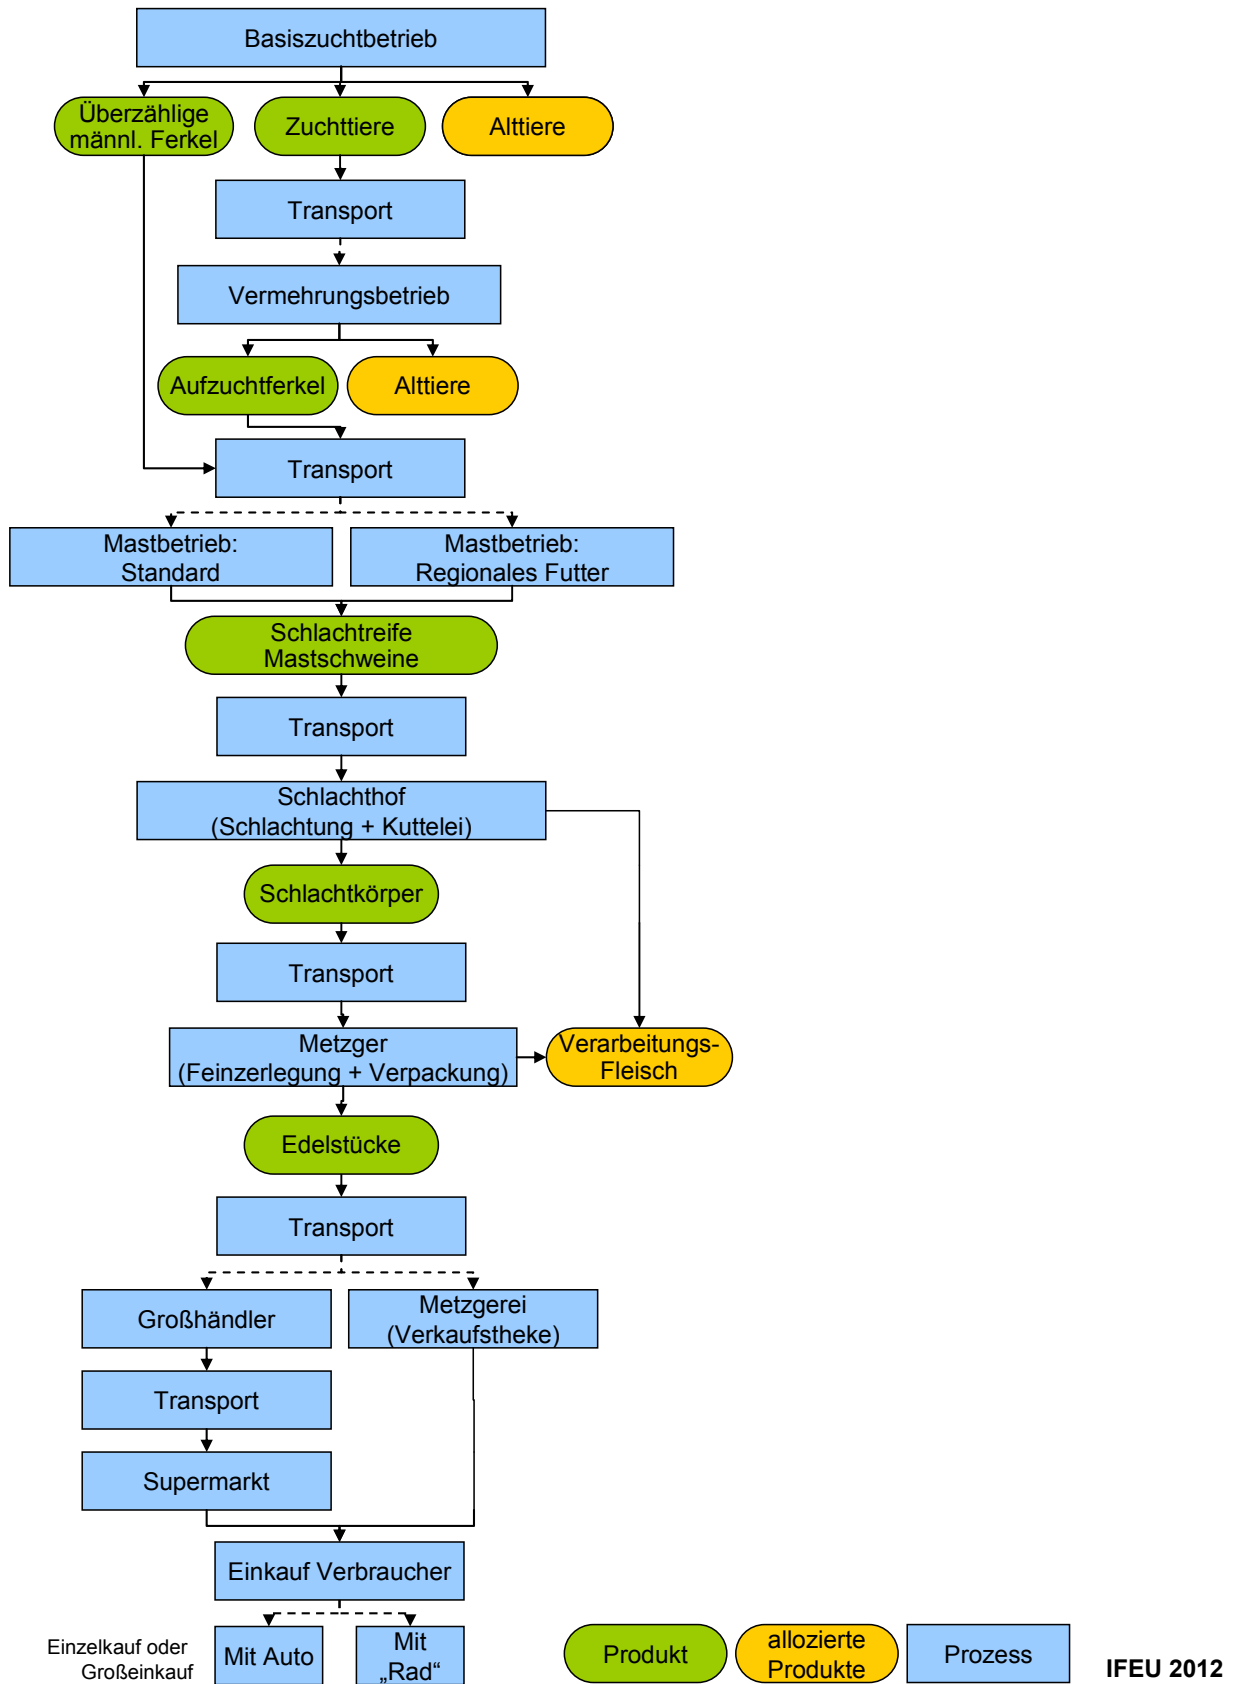 Basiszuchtbetrieb
Überzählige
männl. Ferkel
Zuchttiere
Alttiere
Transport
Vermehrungsbetrieb
Aufzuchtferkel
Alttiere
Transport
Mastbetrieb:
Standard
Mastbetrieb:
Regionales Futter
Schlachtreife
Mastschweine
Transport
Schlachthof
(Schlachtung + Kuttelei)
Schlachtkörper
Transport
Metzger
(Feinzerlegung + Verpackung)
Verarbeitungs-
Fleisch
Edelstücke
Transport
Großhändler
Metzgerei
(Verkaufstheke)
Transport
Supermarkt
Einkauf Verbraucher
Einzelkauf oder
Großeinkauf
Mit Auto
Mit
„Rad“
Produkt
allozierte
Produkte
Prozess
IFEU 2012